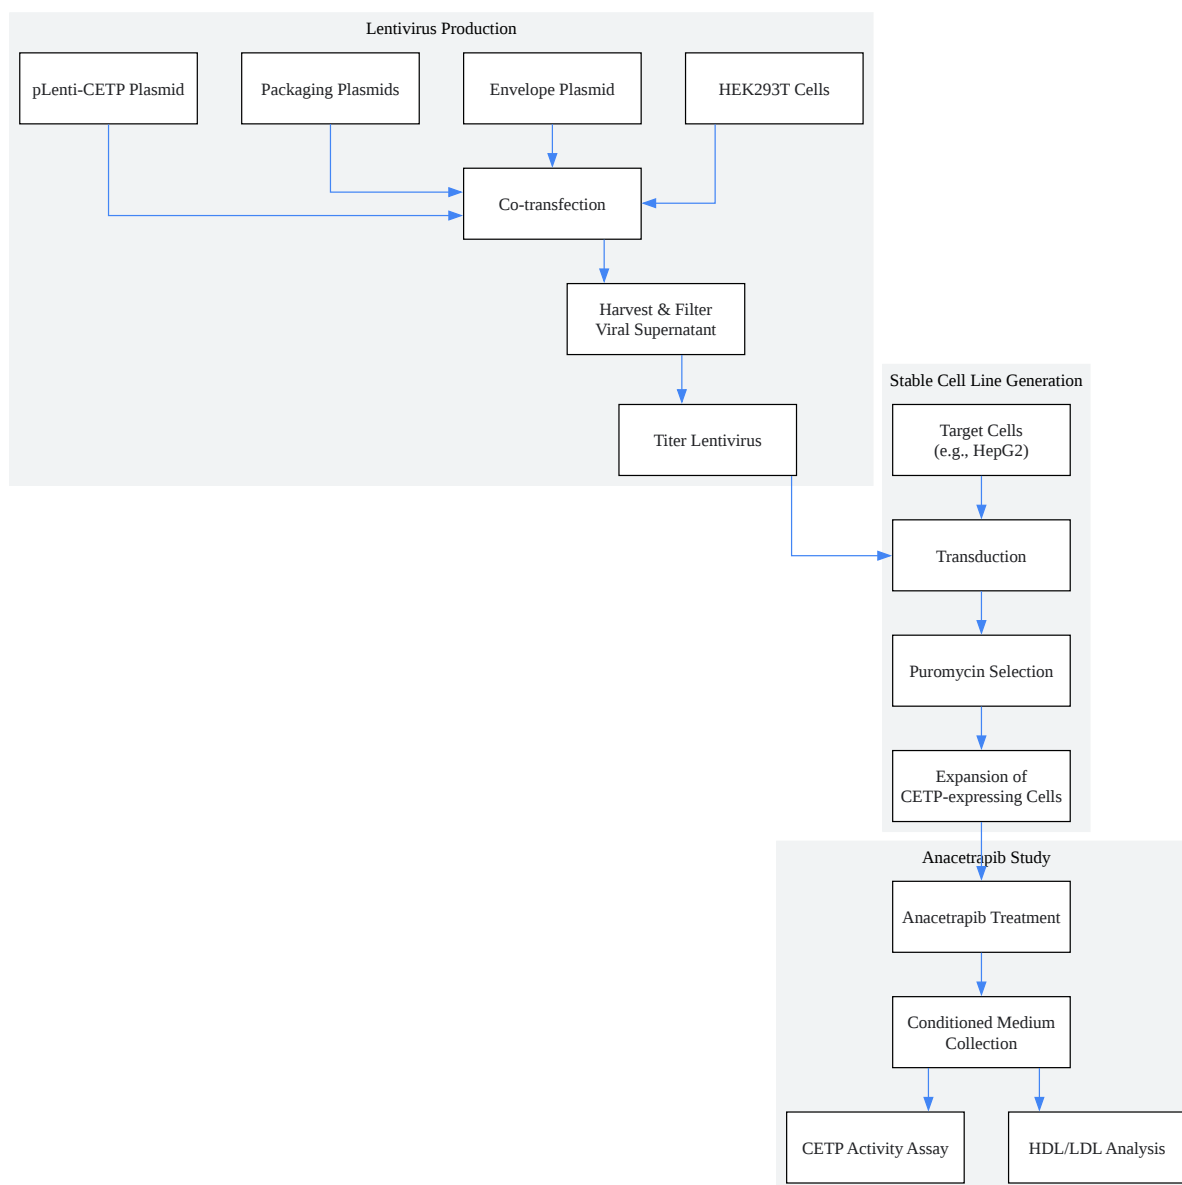 Lentivirus Production
pLenti-CETP Plasmid
Packaging Plasmids
Envelope Plasmid
HEK293T Cells
Co-transfection
Harvest & Filter
Viral Supernatant
Titer Lentivirus
Stable Cell Line Generation
Target Cells
(e.g., HepG2)
Transduction
Puromycin Selection
Expansion of
CETP-expressing Cells
Anacetrapib Study
Anacetrapib Treatment
Conditioned Medium
Collection
CETP Activity Assay
HDL/LDL Analysis